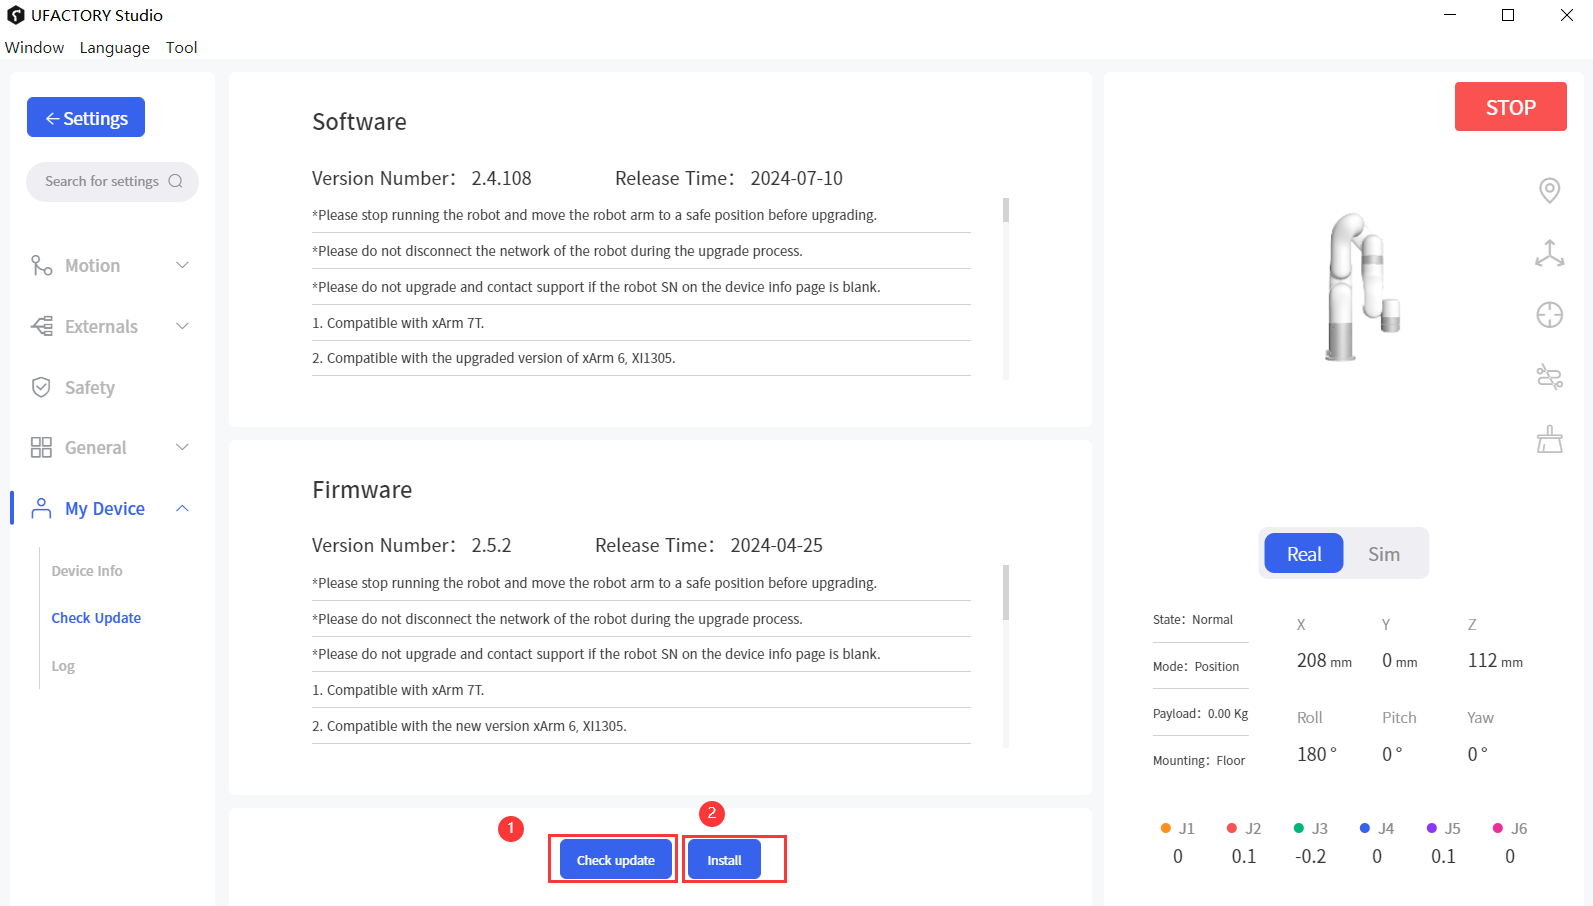 UFACTORY Studio
Window Language Tool
← Settings
Search for settings
Motion
Externals
Safety
General
My Device
Device Info
Check Update
Log
Software
Version Number： 2.4.108 Release Time： 2024-07-10
*Please stop running the robot and move the robot arm to a safe position before upgrading.
*Please do not disconnect the network of the robot during the upgrade process.
*Please do not upgrade and contact support if the robot SN on the device info page is blank.
1. Compatible with xArm 7T.
2. Compatible with the upgraded version of xArm 6, XI1305.
Firmware
Version Number： 2.5.2 Release Time： 2024-04-25
*Please stop running the robot and move the robot arm to a safe position before upgrading.
*Please do not disconnect the network of the robot during the upgrade process.
*Please do not upgrade and contact support if the robot SN on the device info page is blank.
1. Compatible with xArm 7T.
2. Compatible with the new version xArm 6, XI1305.
1 2
Check update Install
STOP
Real Sim
State：Normal
Mode：Position
Payload：0.00 Kg
Mounting：Floor
X Y Z
208 mm 0 mm 112 mm
Roll Pitch Yaw
180 ° 0 ° 0 °
J1 J2 J3 J4 J5 J6
0 0.1 -0.2 0 0.1 0